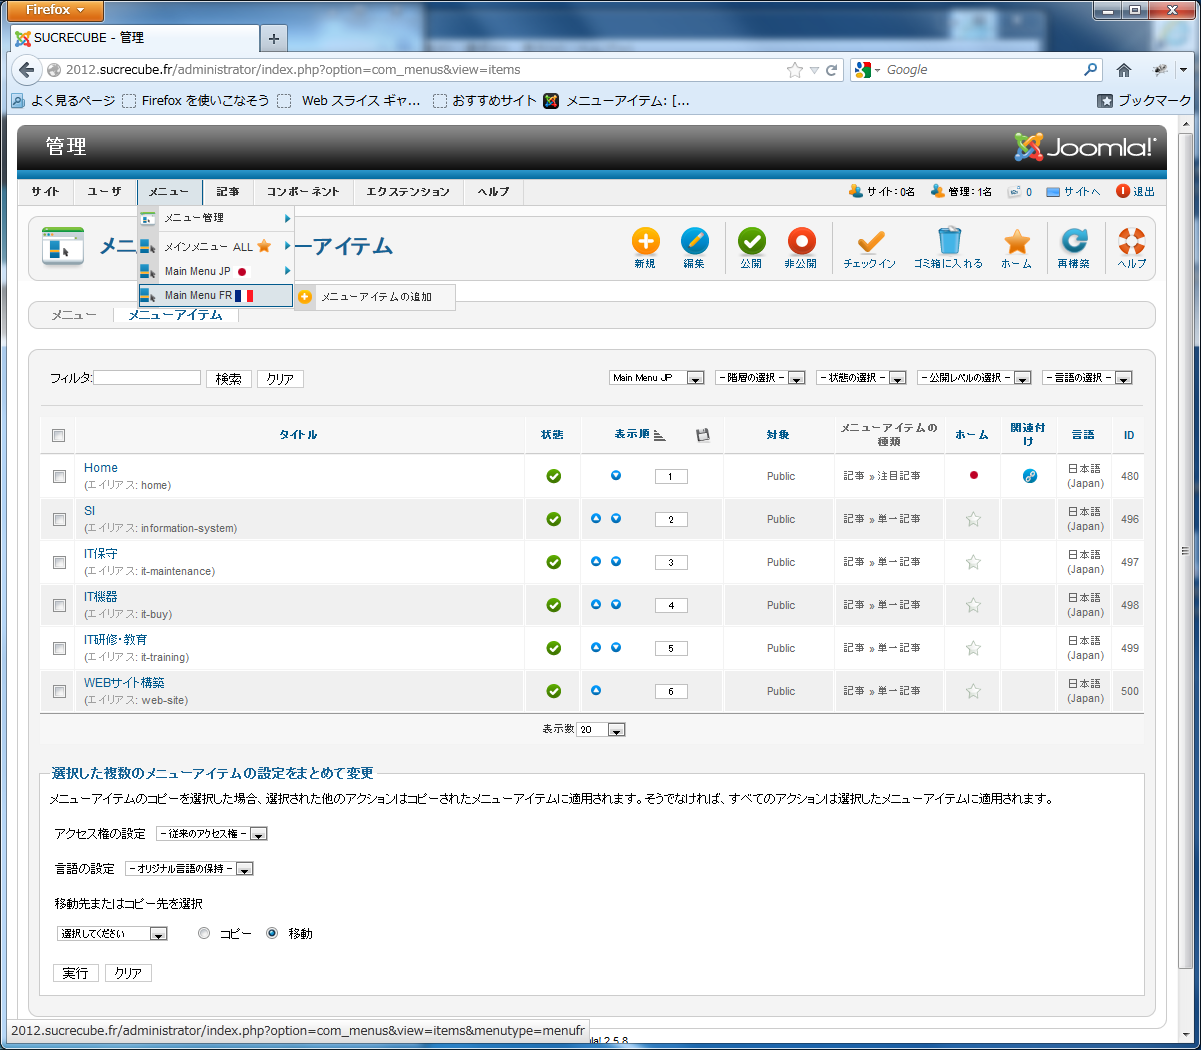 Firefox
SUCRECUBE - 管理
2012.sucrecube.fr/administrator/index.php?option=com_menus&view=items
Google
よく見るページ Firefox を使いこなそう Web スライス ギャ... おすすめサイト メニューアイテム: [... ブックマーク
管理
Joomla!
サイト ユーザ メニュー 記事 コンポーネント エクステンション ヘルプ サイト: 0名 管理: 1名 0 サイトへ 退出
メニュー管理
メインメニュー ALL
Main Menu JP
Main Menu FR
メニューアイテムの追加
メニ ーアイテム
新規 編集 公開 非公開 チェックイン ゴミ箱に入れる ホーム 再構築 ヘルプ
メニュー メニューアイテム
フィルタ: 検索 クリア Main Menu JP - 階層の選択 - - 状態の選択 - - 公開レベルの選択 - - 言語の選択 -
タイトル 状態 表示順 対象 メニューアイテムの種類 ホーム 関連付け 言語 ID
Home 1 Public 記事 » 注目記事 日本語 (Japan) 480
(エイリアス: home)
SI 2 Public 記事 » 単一記事 日本語 (Japan) 496
(エイリアス: information-system)
IT保守 3 Public 記事 » 単一記事 日本語 (Japan) 497
(エイリアス: it-maintenance)
IT機器 4 Public 記事 » 単一記事 日本語 (Japan) 498
(エイリアス: it-buy)
IT研修・教育 5 Public 記事 » 単一記事 日本語 (Japan) 499
(エイリアス: it-training)
WEBサイト構築 6 Public 記事 » 単一記事 日本語 (Japan) 500
(エイリアス: web-site)
表示数 20
選択した複数のメニューアイテムの設定をまとめて変更
メニューアイテムのコピーを選択した場合、選択された他のアクションはコピーされたメニューアイテムに適用されます。そうでなければ、すべてのアクションは選択したメニューアイテムに適用されます。
アクセス権の設定 - 従来のアクセス権 -
言語の設定 - オリジナル言語の保持 -
移動先またはコピー先を選択
選択してください コピー 移動
実行 クリア
2012.sucrecube.fr/administrator/index.php?option=com_menus&view=items&menutype=menufr
la! 2.5.8